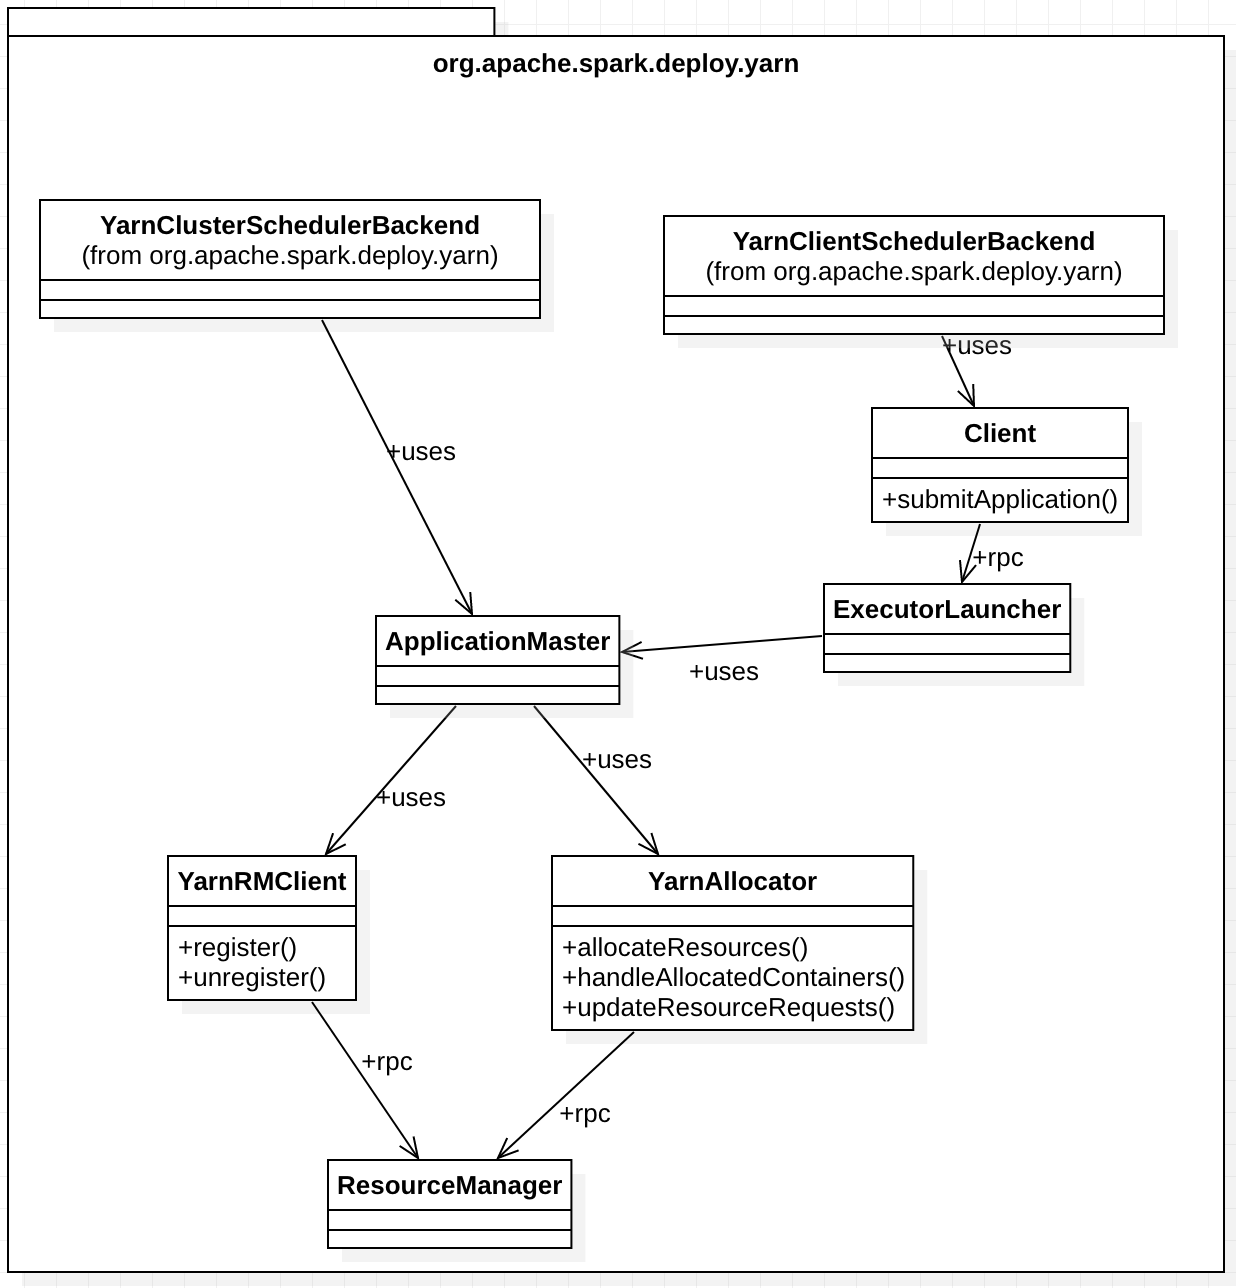 org.apache.spark.deploy.yarn
YarnClusterSchedulerBackend
(from org.apache.spark.deploy.yarn)
YarnClientSchedulerBackend
(from org.apache.spark.deploy.yarn)
+uses
Client
+submitApplication()
+uses
+rpc
ExecutorLauncher
ApplicationMaster
+uses
+uses
+uses
YarnRMClient
+register()
+unregister()
YarnAllocator
+allocateResources()
+handleAllocatedContainers()
+updateResourceRequests()
+rpc
+rpc
ResourceManager